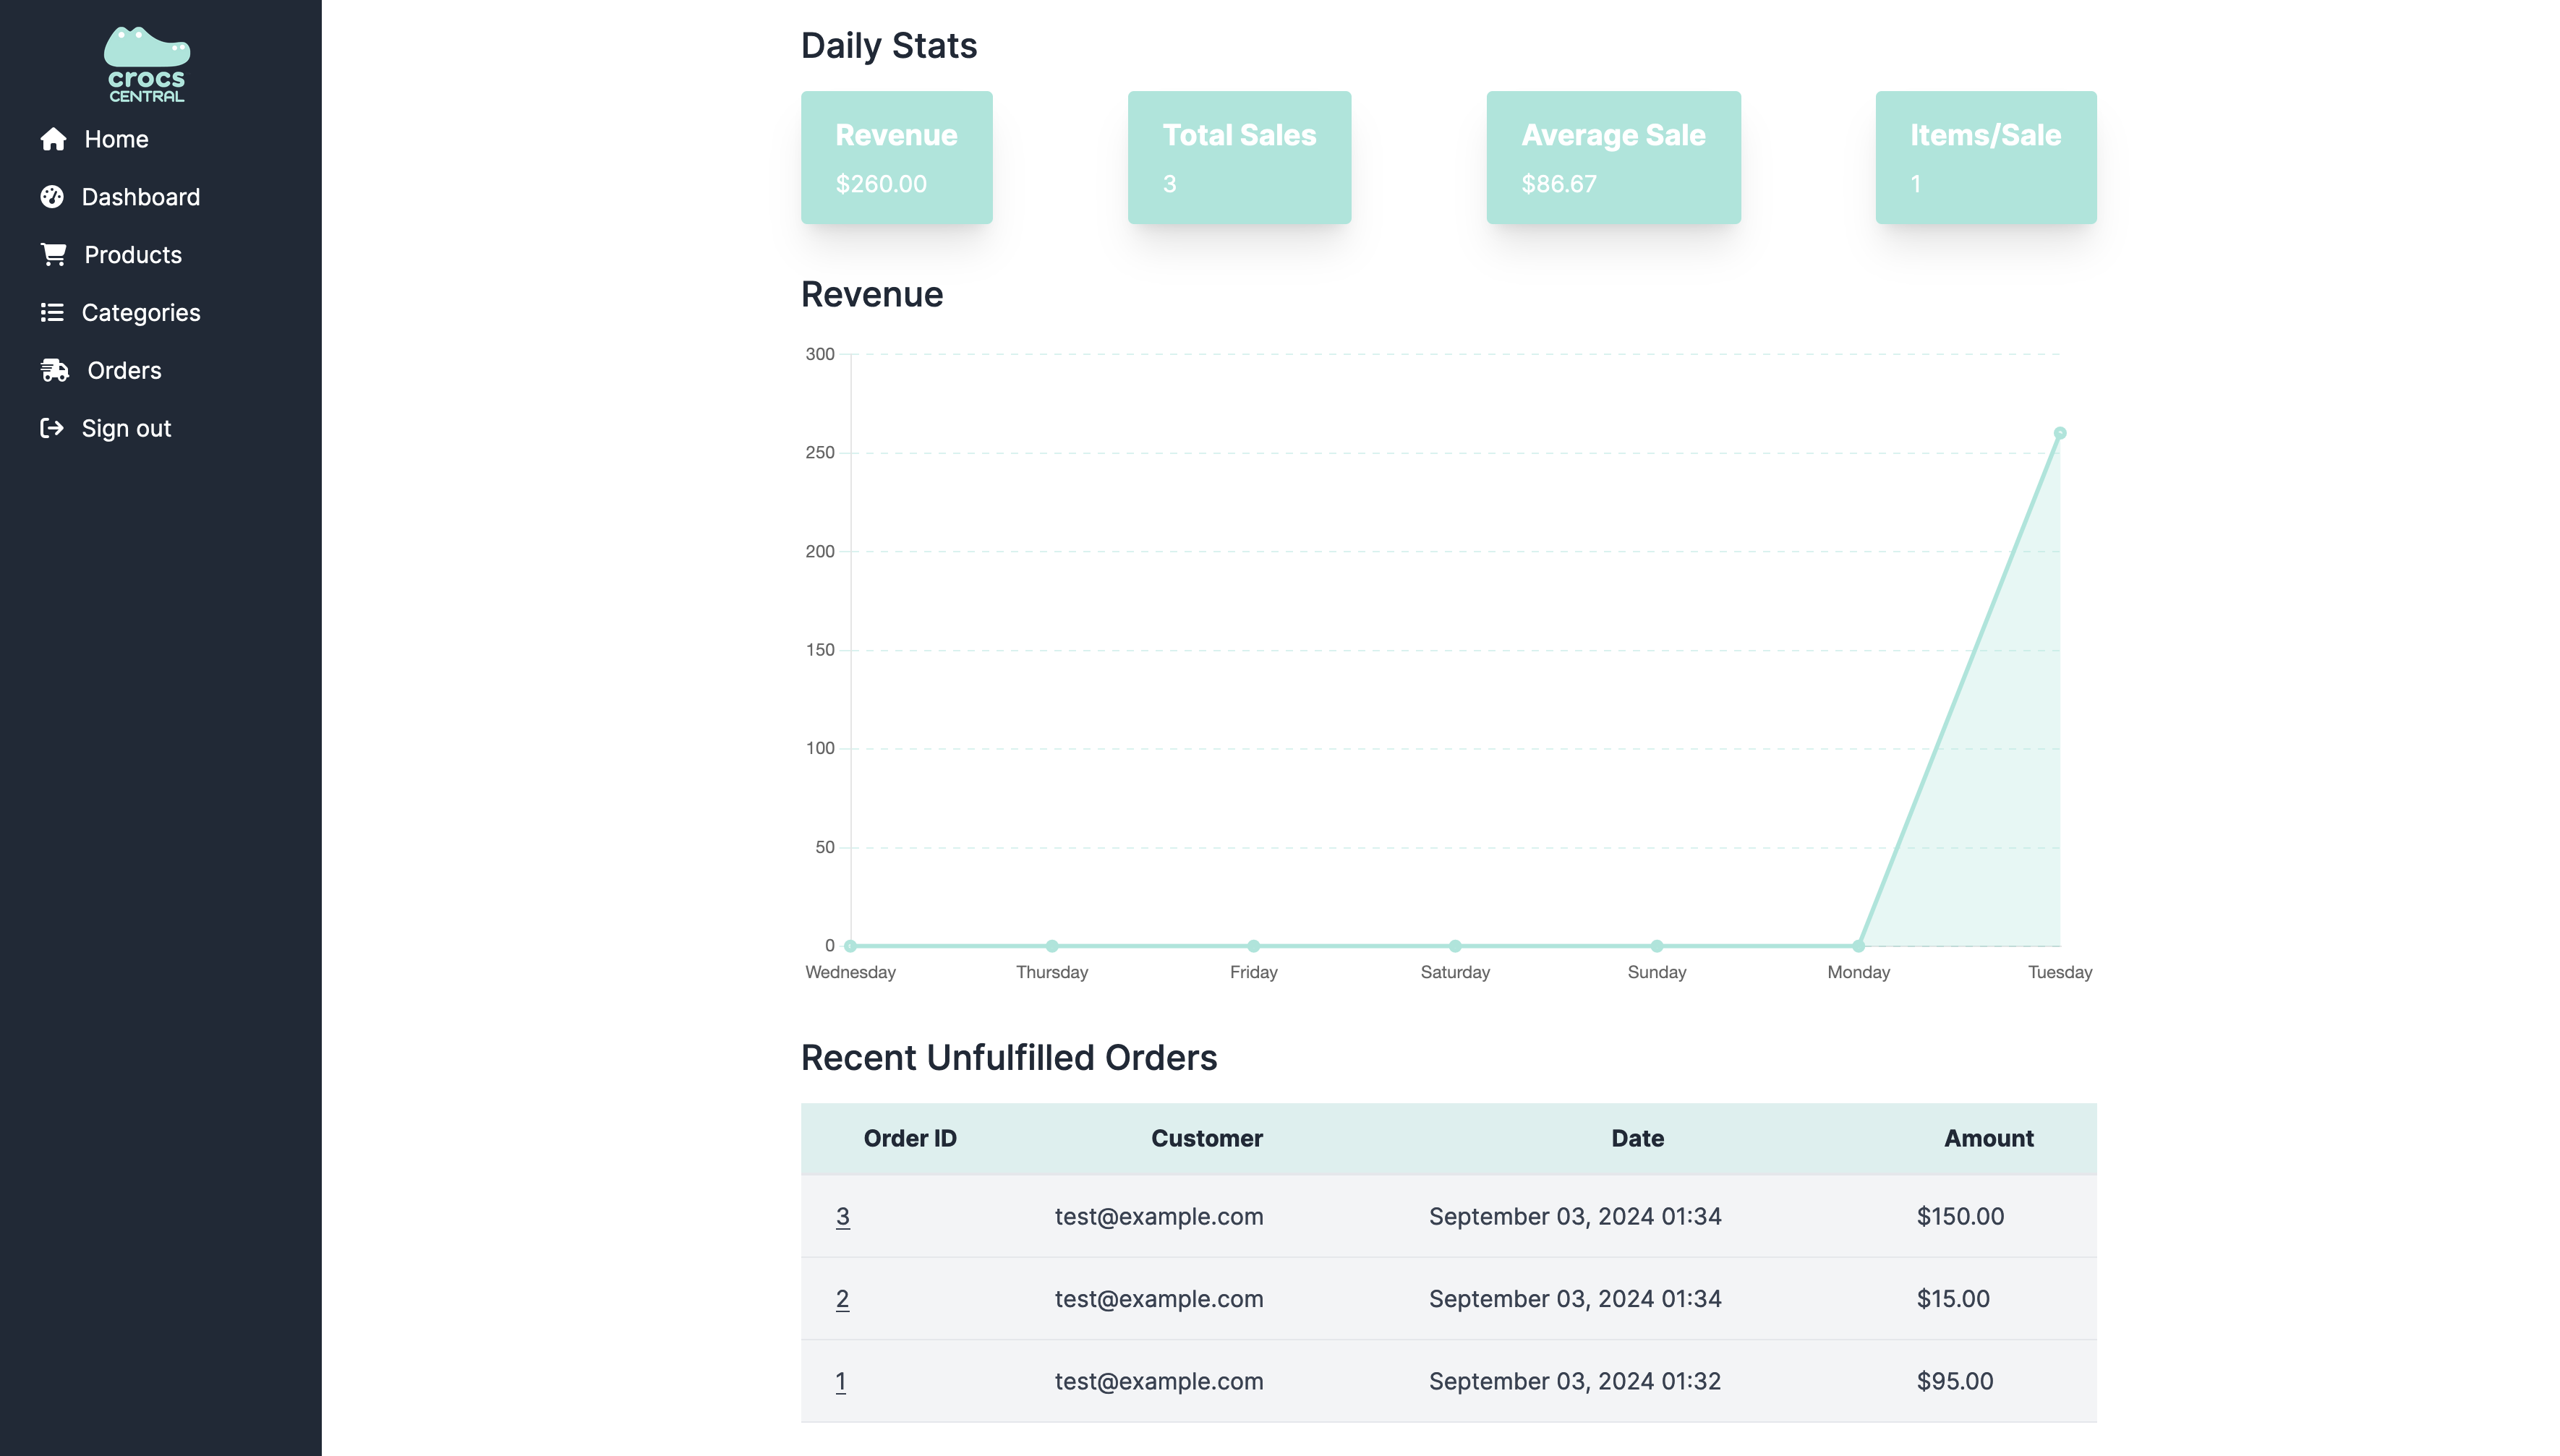 crocs
CENTRAL
Home
Dashboard
Products
Categories
Orders
Sign out
Daily Stats
Revenue
$260.00
Total Sales
3
Average Sale
$86.67
Items/Sale
1
Revenue
300
250
200
150
100
50
0
Wednesday Thursday Friday Saturday Sunday Monday Tuesday
Recent Unfulfilled Orders
Order ID Customer Date Amount
3 test@example.com September 03, 2024 01:34 $150.00
2 test@example.com September 03, 2024 01:34 $15.00
1 test@example.com September 03, 2024 01:32 $95.00